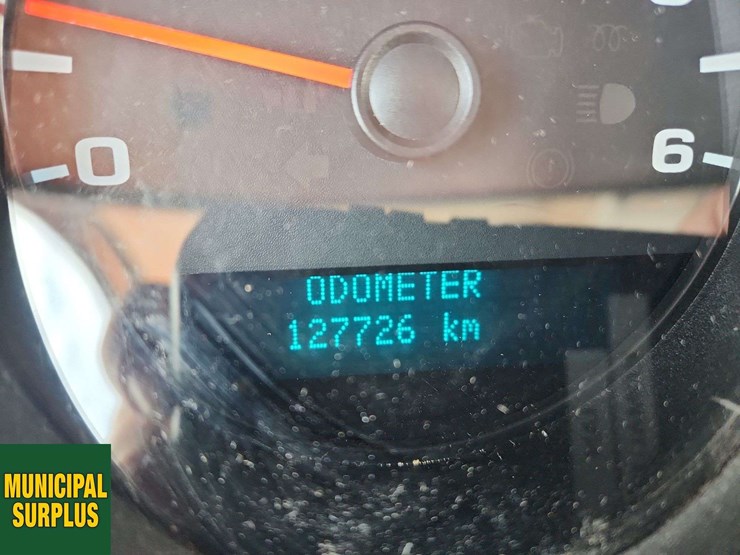 0
6
ODOMETER
127726 km
MUNICIPAL
SURPLUS